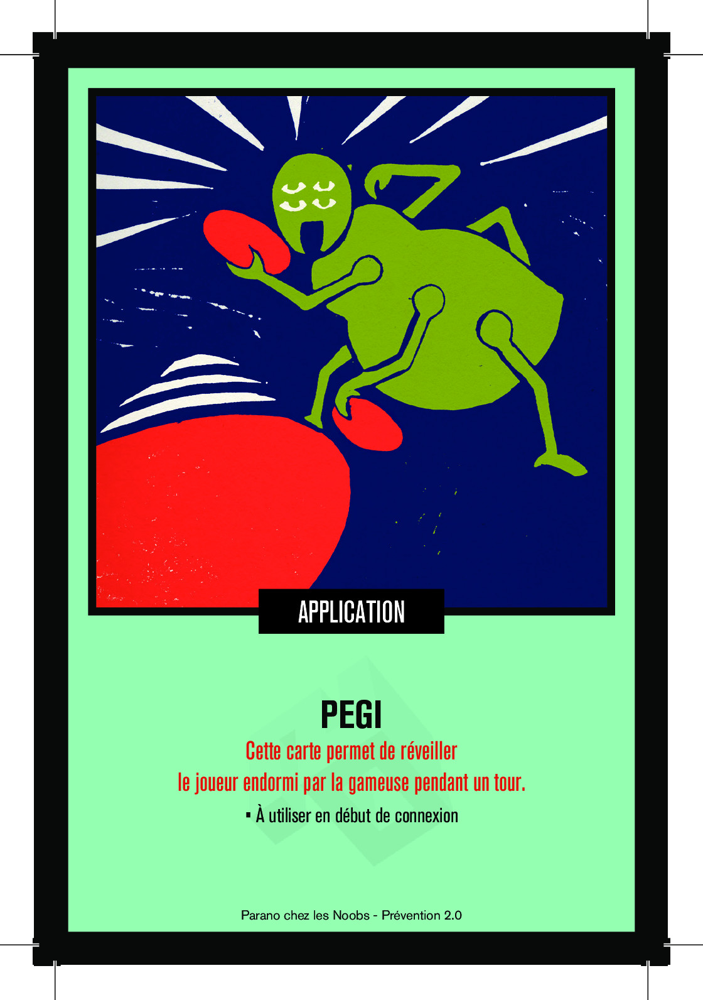 APPLICATION
PEGI
Cette carte permet de réveiller
le joueur endormi par la gameuse pendant un tour.
▪ À utiliser en début de connexion
Parano chez les Noobs - Prévention 2.0